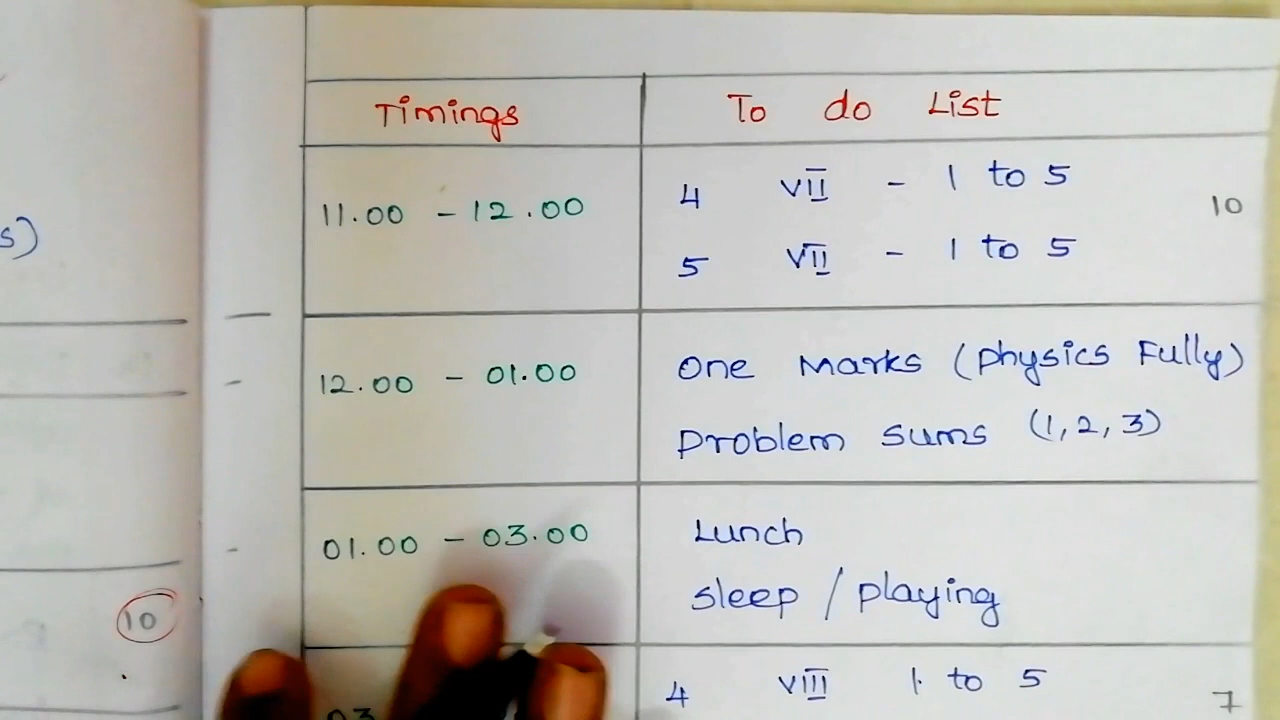 Timings To do List
11.00 - 12.00 4 VII - 1 to 5 10
5 VII - 1 to 5
12.00 - 01.00 One Marks (Physics Fully)
Problem Sums (1, 2, 3)
01.00 - 03.00 Lunch
Sleep / playing
10
4 VIII 1 to 5 7
03